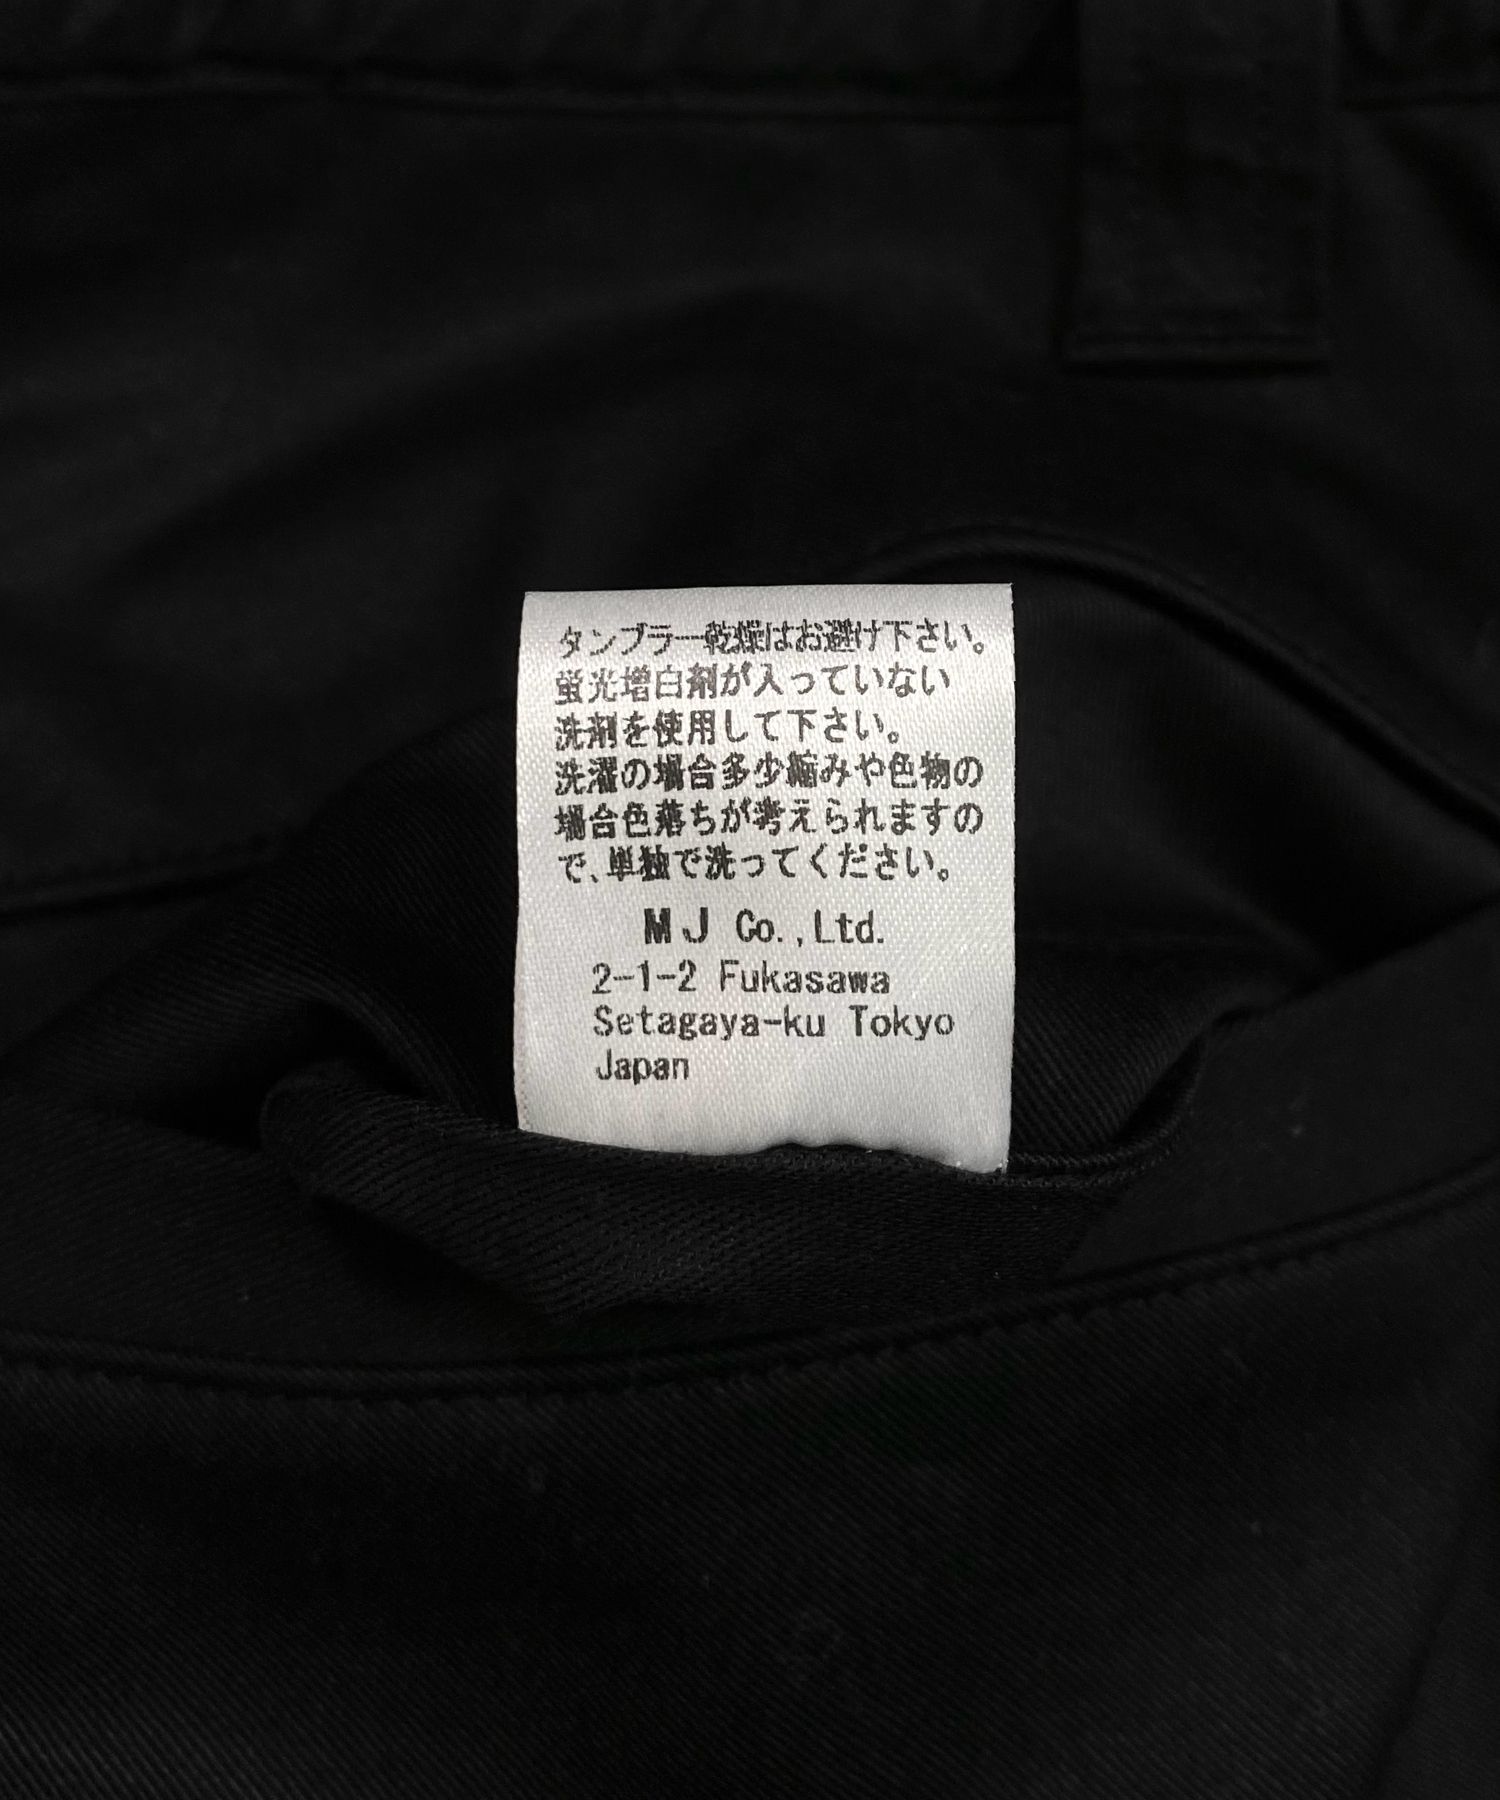 タンブラー乾燥はお避け下さい。
蛍光増白剤が入っていない
洗剤を使用して下さい。
洗濯の場合多少縮みや色物の
場合色落ちが考えられますの
で、単独で洗ってください。
MJ Co.,Ltd.
2-1-2 Fukasawa
Setagaya-ku Tokyo
Japan